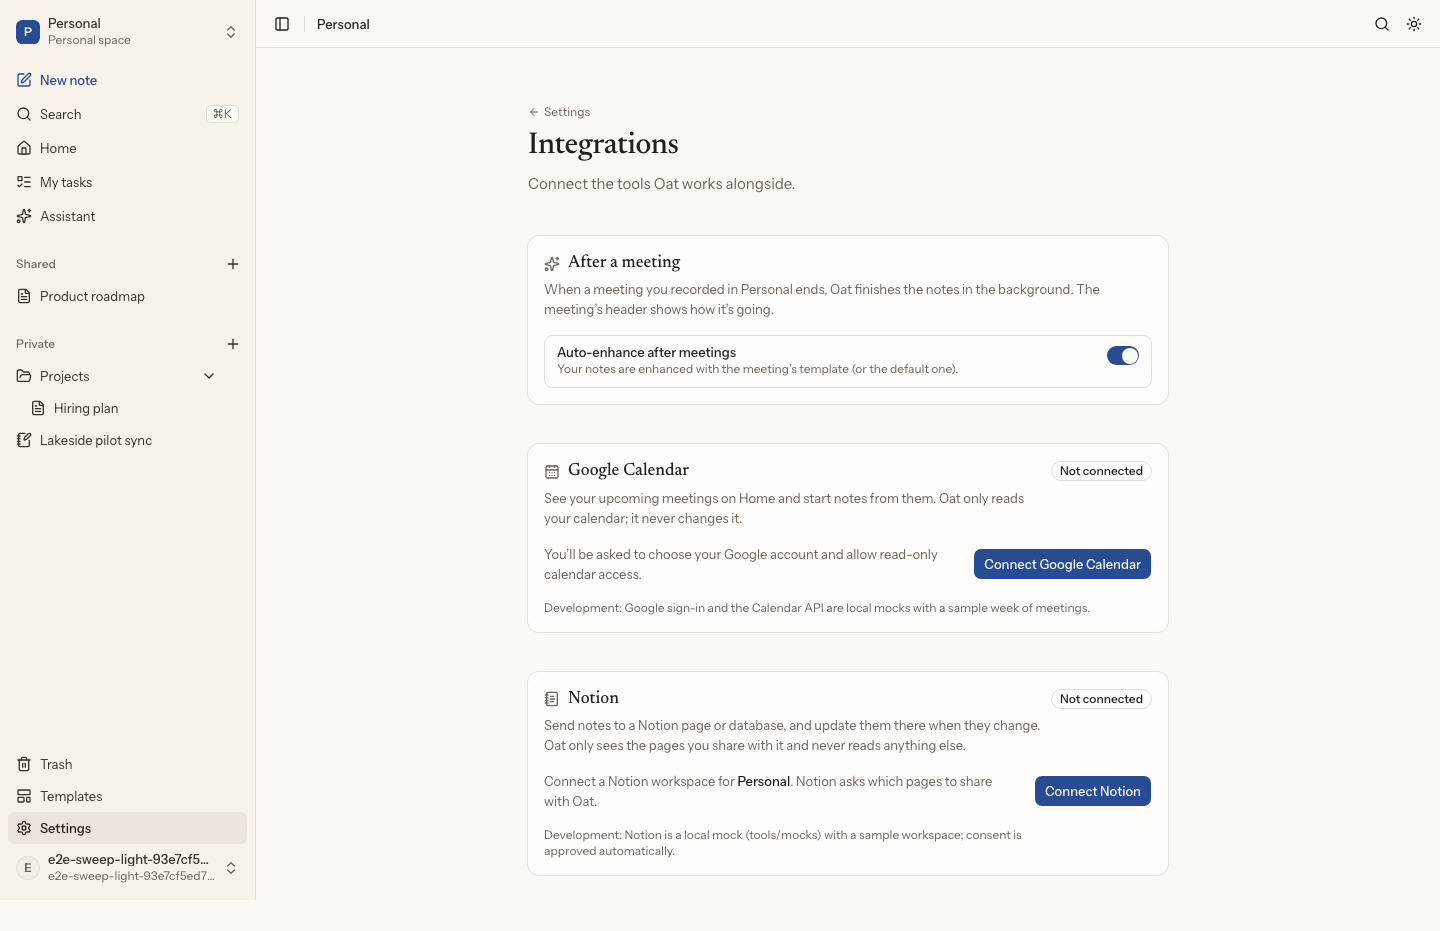 P
Personal
Personal space
New note
Search
⌘K
Home
My tasks
Assistant
Shared
Product roadmap
Private
Projects
Hiring plan
Lakeside pilot sync
Trash
Templates
Settings
E
e2e-sweep-light-93e7cf5...
e2e-sweep-light-93e7cf5ed7...
Personal
Settings
Integrations
Connect the tools Oat works alongside.
After a meeting
When a meeting you recorded in Personal ends, Oat finishes the notes in the background. The
meeting’s header shows how it’s going.
Auto-enhance after meetings
Your notes are enhanced with the meeting’s template (or the default one).
Google Calendar
Not connected
See your upcoming meetings on Home and start notes from them. Oat only reads
your calendar; it never changes it.
You’ll be asked to choose your Google account and allow read-only
calendar access.
Connect Google Calendar
Development: Google sign-in and the Calendar API are local mocks with a sample week of meetings.
Notion
Not connected
Send notes to a Notion page or database, and update them there when they change.
Oat only sees the pages you share with it and never reads anything else.
Connect a Notion workspace for Personal. Notion asks which pages to share
with Oat.
Connect Notion
Development: Notion is a local mock (tools/mocks) with a sample workspace; consent is
approved automatically.